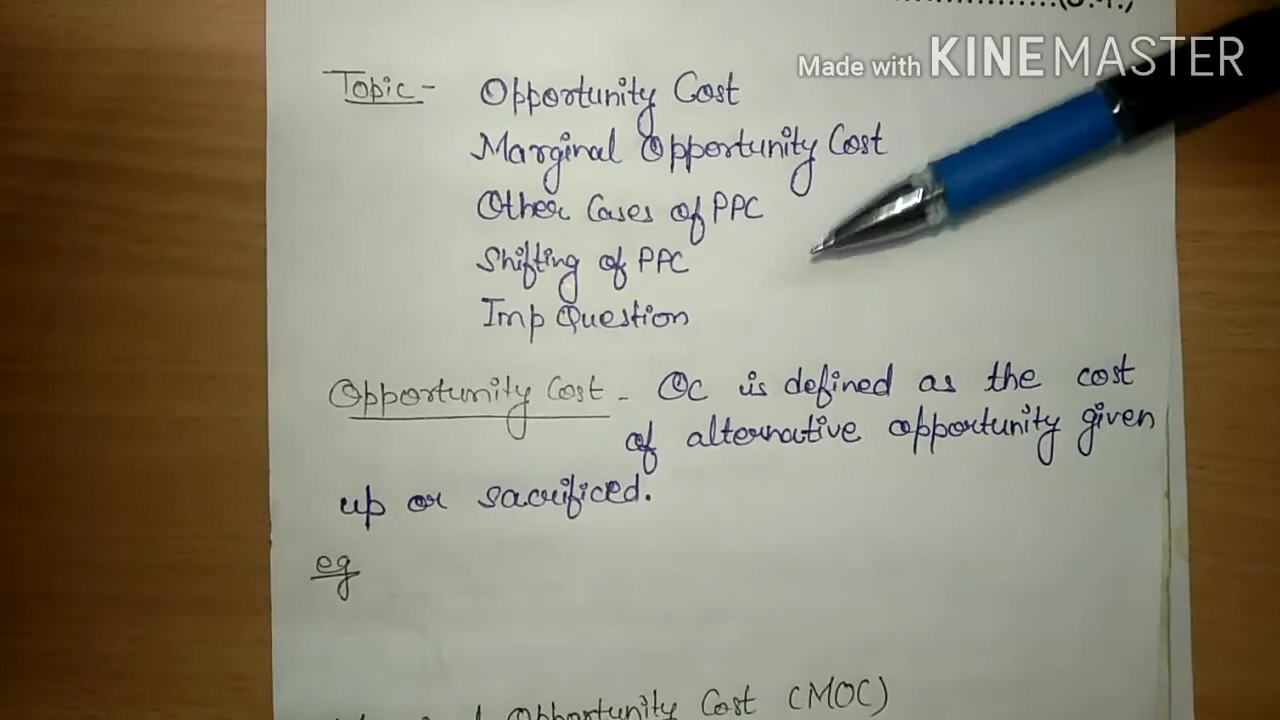 Made with KINEMASTER
Topic - Opportunity Cost
Marginal Opportunity Cost
Other Cases of PPC
Shifting of PPC
Imp Question
Opportunity Cost - OC is defined as the cost
of alternative opportunity given
up or sacrificed.
eg
Opportunity Cost (MOC)